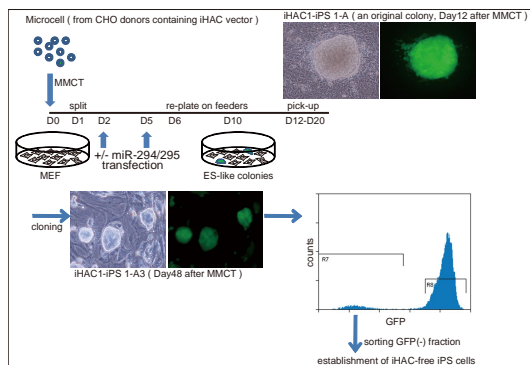 Microcell ( from CHO donors containing iHAC vector )
iHAC1-iPS 1-A ( an original colony, Day12 after MMCT )
MMCT
split
re-plate on feeders
pick-up
D0
D1
D2
D5
D6
D10
D12-D20
+/- miR-294/295
transfection
MEF
ES-like colonies
cloning
iHAC1-iPS 1-A3 ( Day48 after MMCT )
counts
R7
R8
GFP
sorting GFP(-) fraction
establishment of iHAC-free iPS cells